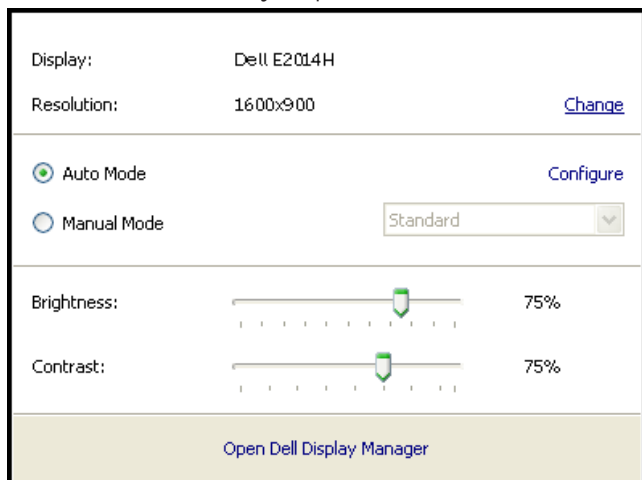 Display: Dell E2014H
Resolution: 1600x900 Change
Auto Mode Configure
Manual Mode Standard
Brightness: 75%
Contrast: 75%
Open Dell Display Manager